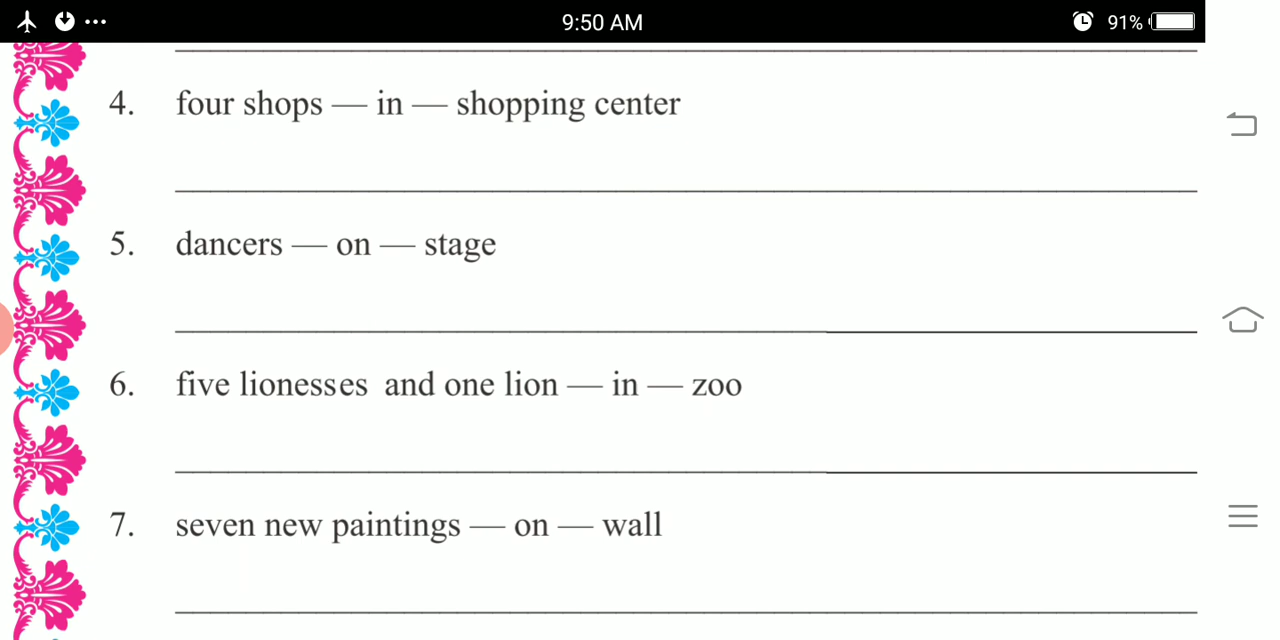 9:50 AM 91%
4. four shops — in — shopping center
5. dancers — on — stage
6. five lionesses and one lion — in — zoo
7. seven new paintings — on — wall